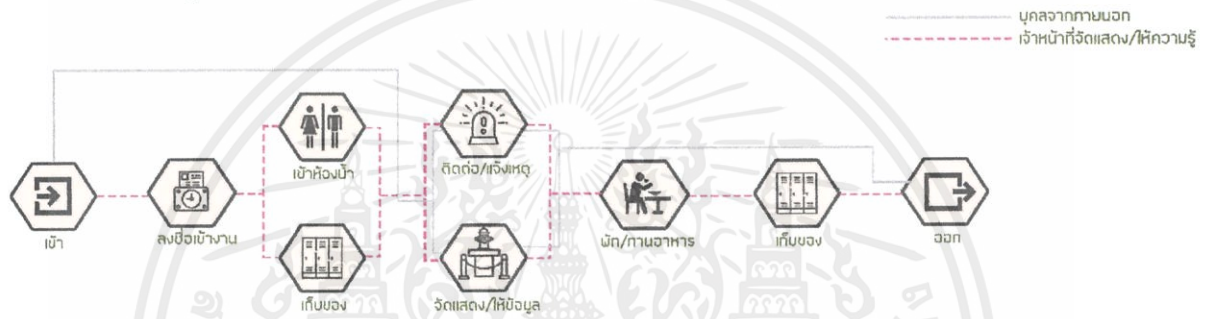 บุคลจากภายนอก
เจ้าหน้าที่จัดแสดง/ให้ความรู้
เข้าห้องน้ำ
ติดต่อ/แจ้งเหตุ
เข้า
ลงชื่อเข้างาน
พัก/ทานอาหาร
เก็บของ
ออก
เก็บของ
จัดแสดง/ให้ข้อมูล